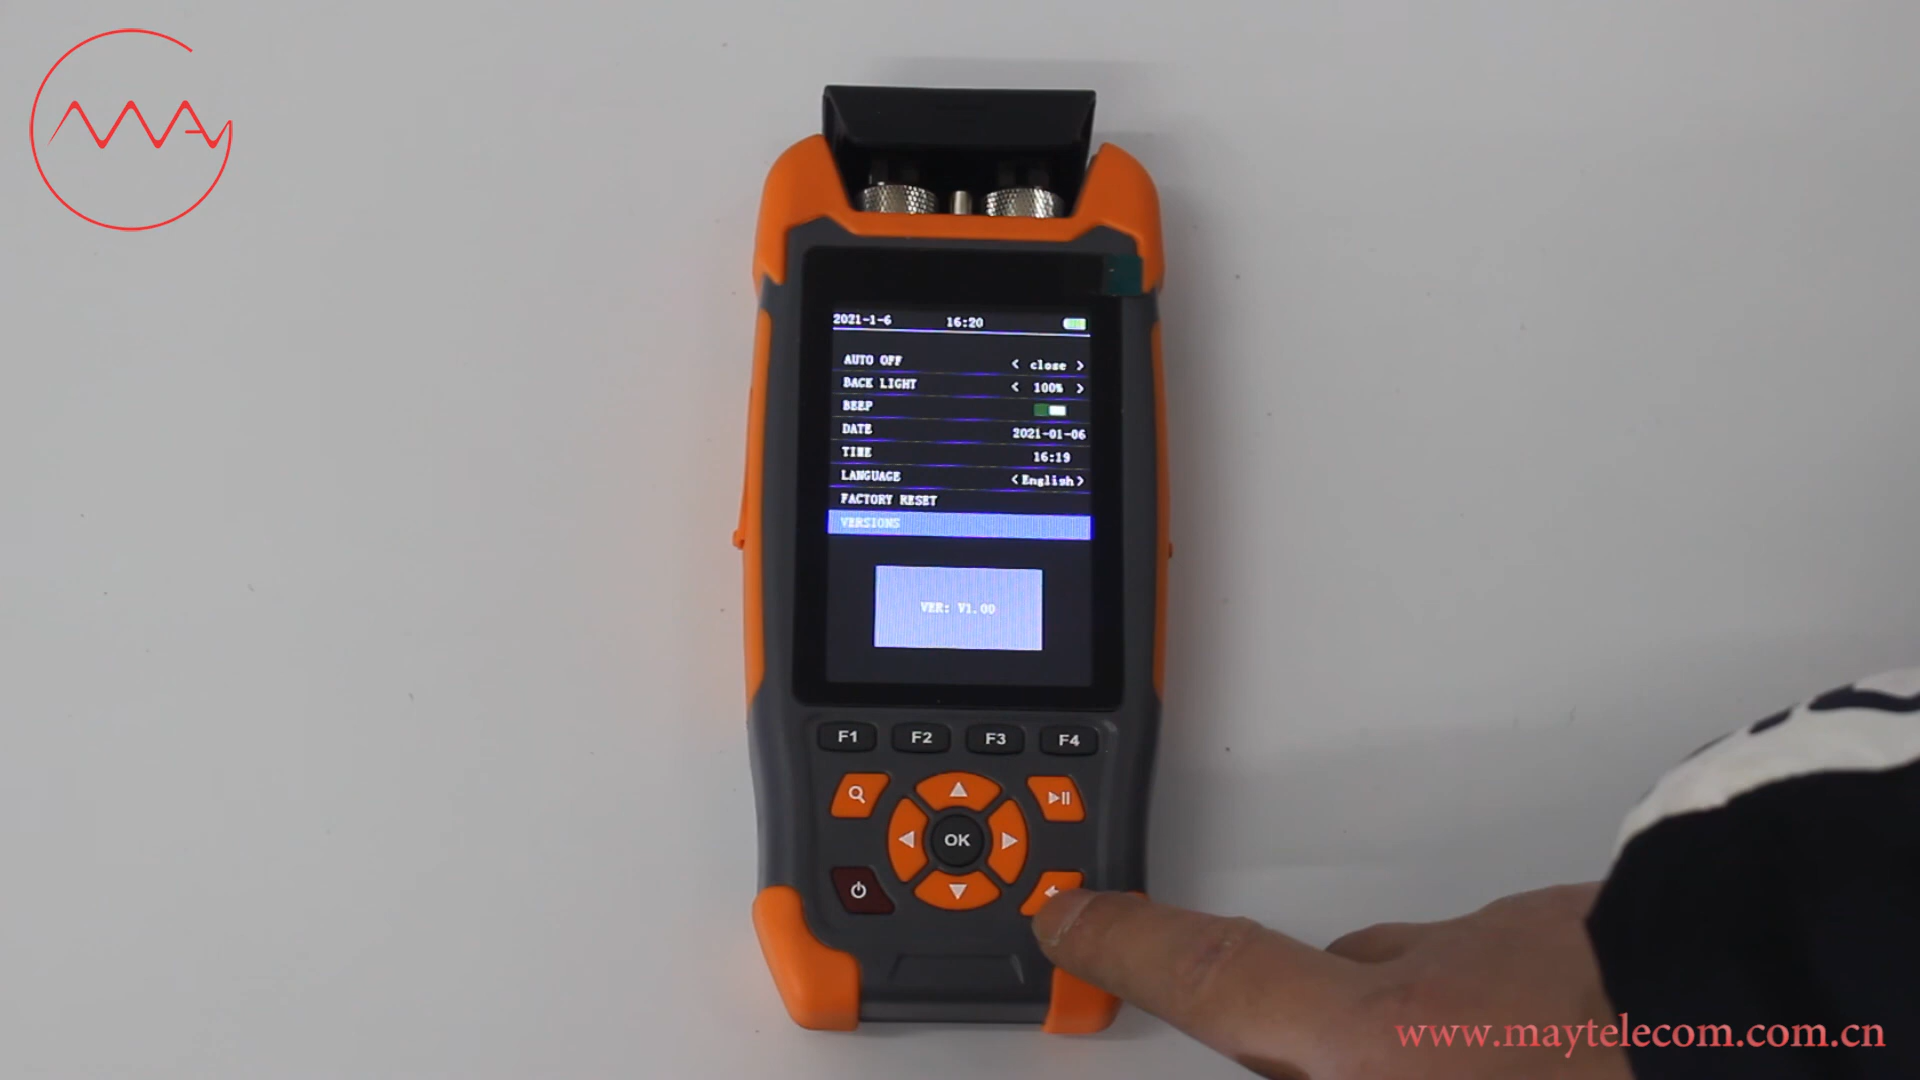 MAY
2021-1-6 16:20
AUTO OFF < close >
BACK LIGHT < 100% >
BEEP
DATE 2021-01-06
TIME 16:19
LANGUAGE <English>
FACTORY RESET
VERSIONS
VER: V1.00
F1 F2 F3 F4
OK
www.maytelecom.com.cn